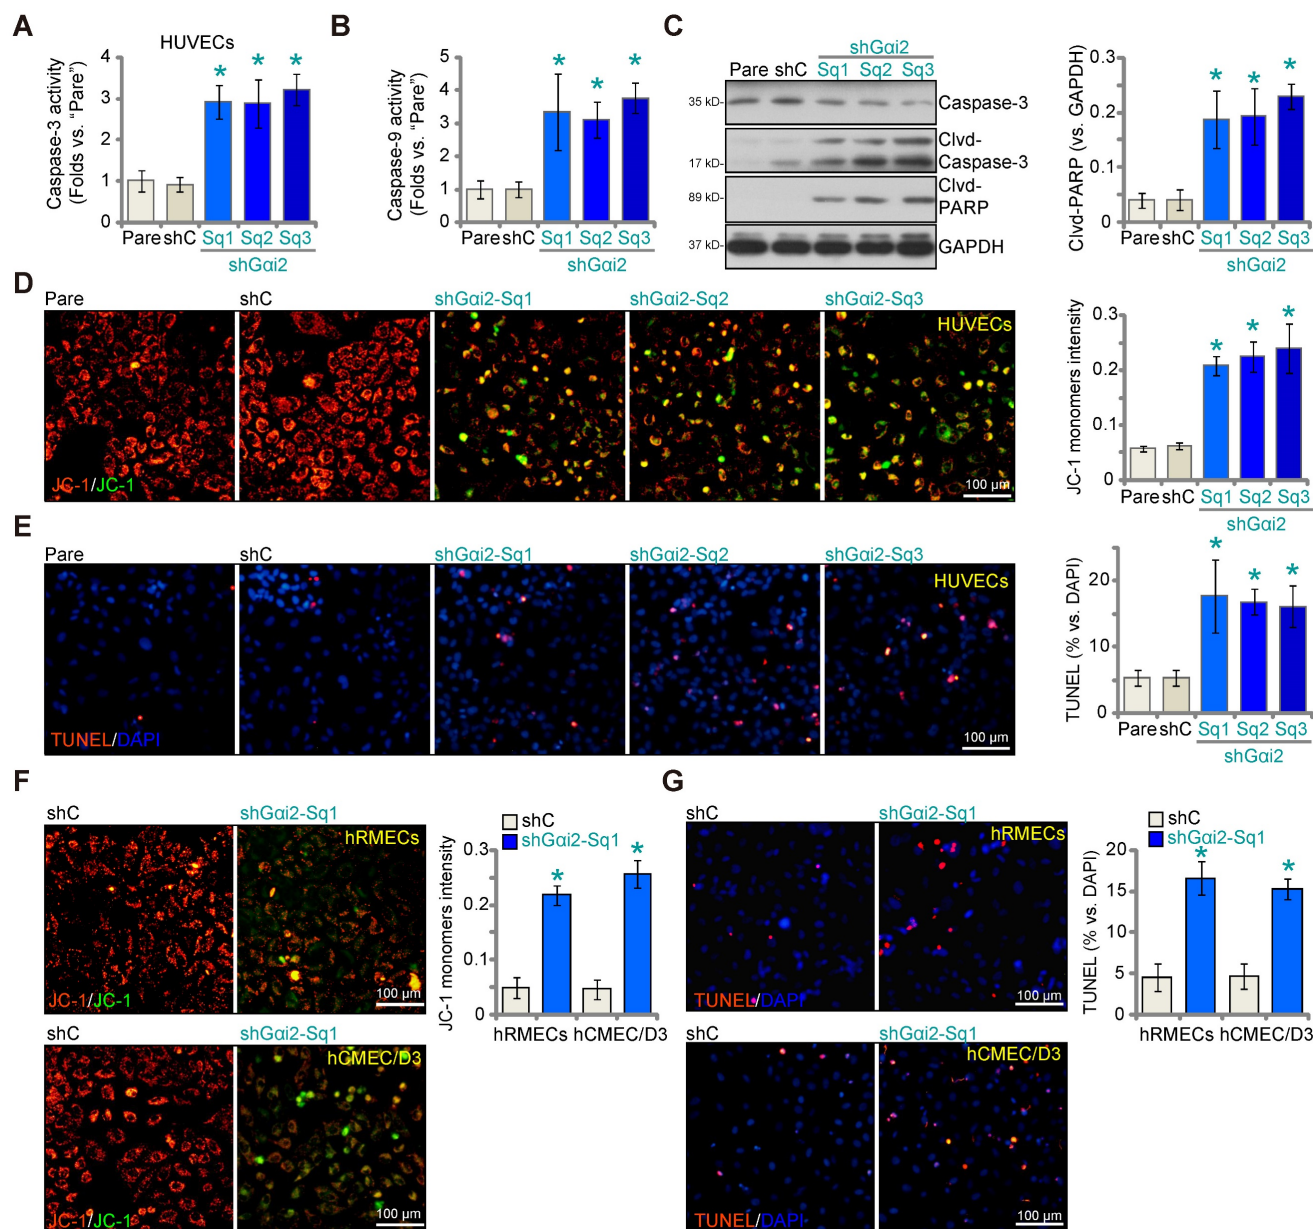 A
HUVECs
Caspase-3 activity
(Folds vs. “Pare”)
4
3
2
1
0
Pare shC Sq1 Sq2 Sq3
shGαi2
B
Caspase-9 activity
(Folds vs. “Pare”)
5
4
3
2
1
0
* * *
* * *
Pare shC Sq1 Sq2 Sq3
shGαi2
C
shGαi2
Pare shC Sq1 Sq2 Sq3
35 kD- Caspase-3
Clvd-
17 kD- Caspase-3
Clvd-
89 kD- PARP
37 kD- GAPDH
Clvd-PARP (vs. GAPDH)
0.3
0.2
0.1
0
* * *
Pare shC Sq1 Sq2 Sq3
shGαi2
D
Pare shC shGαi2-Sq1 shGαi2-Sq2 shGαi2-Sq3
HUVECs
JC-1/JC-1
100 µm
JC-1 monomers intensity
0.3
0.2
0.1
0
* * *
Pare shC Sq1 Sq2 Sq3
shGαi2
E
Pare shC shGαi2-Sq1 shGαi2-Sq2 shGαi2-Sq3
HUVECs
TUNEL/DAPI
100 µm
TUNEL (% vs. DAPI)
20
10
0
* * *
Pare shC Sq1 Sq2 Sq3
shGαi2
F
shC shGαi2-Sq1
hRMECs
JC-1/JC-1
100 µm
shC shGαi2-Sq1
hCMEC/D3
JC-1/JC-1
100 µm
shC
shGαi2-Sq1
JC-1 monomers intensity
0.3
0.2
0.1
0
* *
hRMECs hCMEC/D3
G
shC shGαi2-Sq1
hRMECs
TUNEL/DAPI
100 µm
shC shGαi2-Sq1
hCMEC/D3
TUNEL/DAPI
100 µm
shC
shGαi2-Sq1
TUNEL (% vs. DAPI)
20
15
10
5
0
* *
hRMECs hCMEC/D3